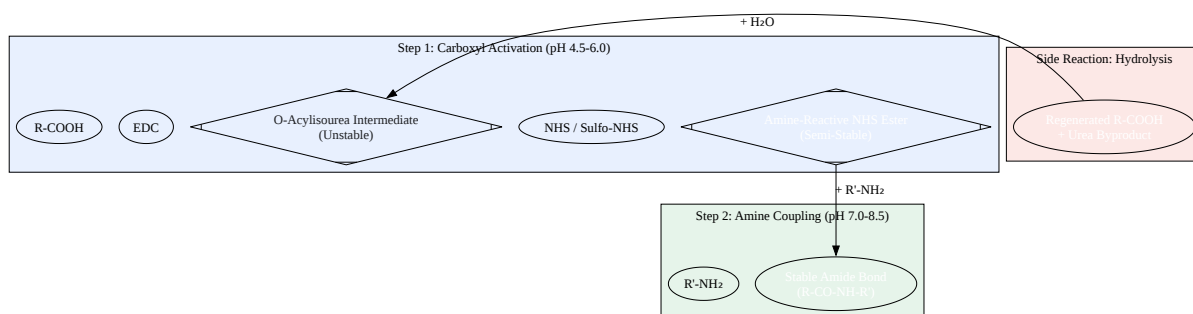 + H₂O
Step 1: Carboxyl Activation (pH 4.5-6.0)
Side Reaction: Hydrolysis
R-COOH
EDC
O-Acylisourea Intermediate
(Unstable)
NHS / Sulfo-NHS
Amine-Reactive NHS Ester
(Semi-Stable)
Regenerated R-COOH
+ Urea Byproduct
+ R'-NH₂
Step 2: Amine Coupling (pH 7.0-8.5)
R'-NH₂
Stable Amide Bond
(R-CO-NH-R')